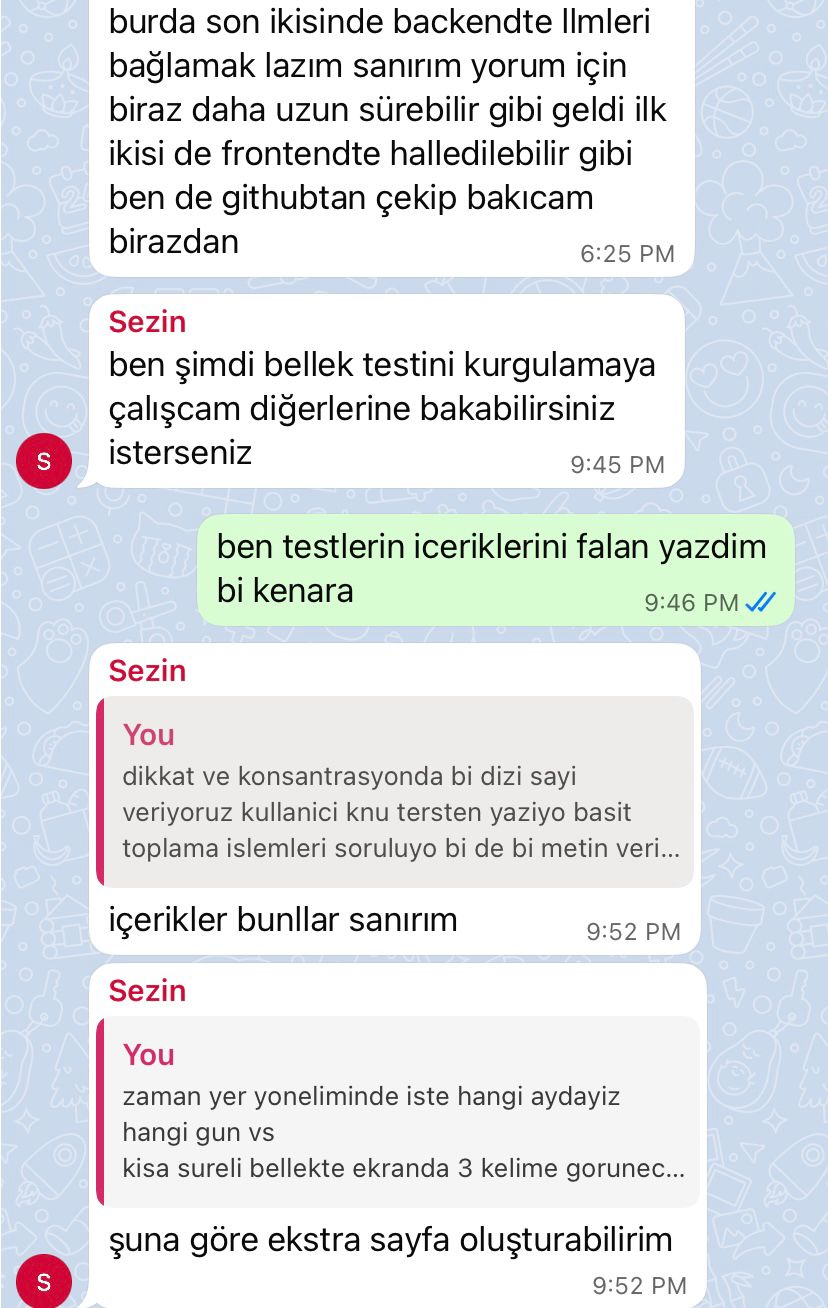 burda son ikisinde backendte llmleri
bağlamak lazım sanırım yorum için
biraz daha uzun sürebilir gibi geldi ilk
ikisi de frontendte halledilebilir gibi
ben de githubtan çekip bakıcam
birazdan
6:25 PM
Sezin
ben şimdi bellek testini kurgulamaya
çalışcam diğerlerine bakabilirsiniz
isterseniz
9:45 PM
S
ben testlerin iceriklerini falan yazdim
bi kenara
9:46 PM
Sezin
You
dikkat ve konsantrasyonda bi dizi sayi
veriyoruz kullanici knu tersten yaziyo basit
toplama islemleri soruluyo bi de bi metin veri...
içerikler bunllar sanırım
9:52 PM
Sezin
You
zaman yer yoneliminde iste hangi aydayiz
hangi gun vs
kisa sureli bellekte ekranda 3 kelime gorunec...
şuna göre ekstra sayfa oluşturabilirim
9:52 PM
S